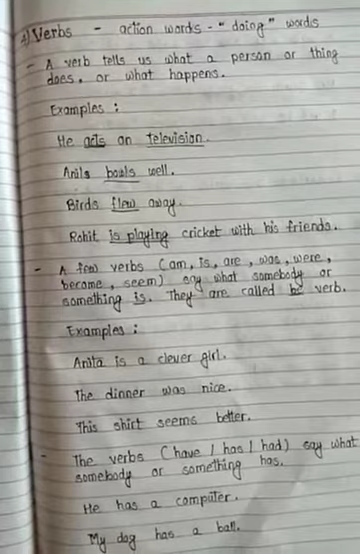 A) Verbs - action words - "doing" words
- A verb tells us what a person or thing
does, or what happens.
Examples :
He acts on television.
Anils bowls well.
Birds flew away.
Rohit is playing cricket with his friends.
- A few verbs (am, is, are, was, were,
become, seem) say what somebody or
something is. They are called be verb.
Examples :
Anita is a clever girl.
The dinner was nice.
This shirt seems better.
- The verbs (have / has / had) say what
somebody or something has.
He has a computer.
My dog has a ball.